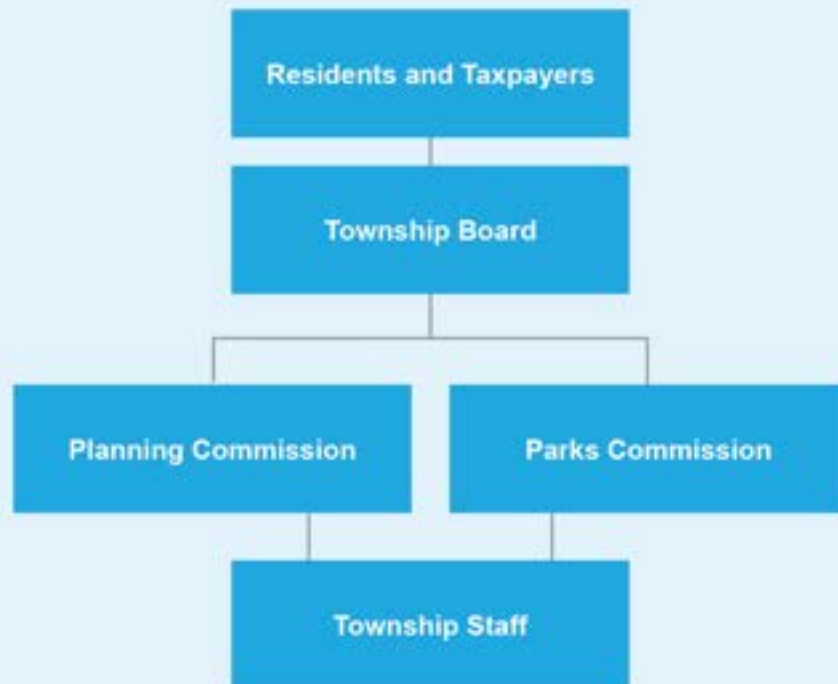 Residents and Taxpayers
Township Board
Planning Commission
Parks Commission
Township Staff